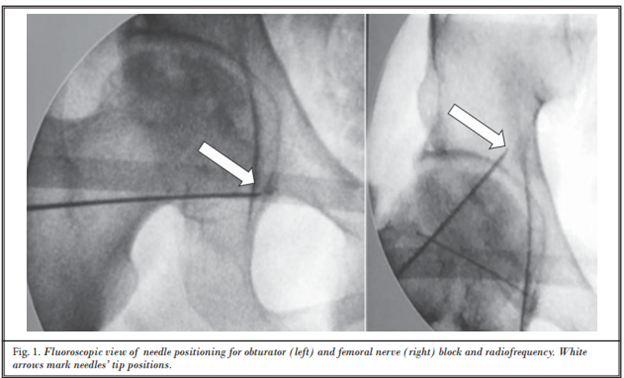 Fig. 1. Fluoroscopic view of needle positioning for obturator (left) and femoral nerve (right) block and radiofrequency. White
arrows mark needles' tip positions.